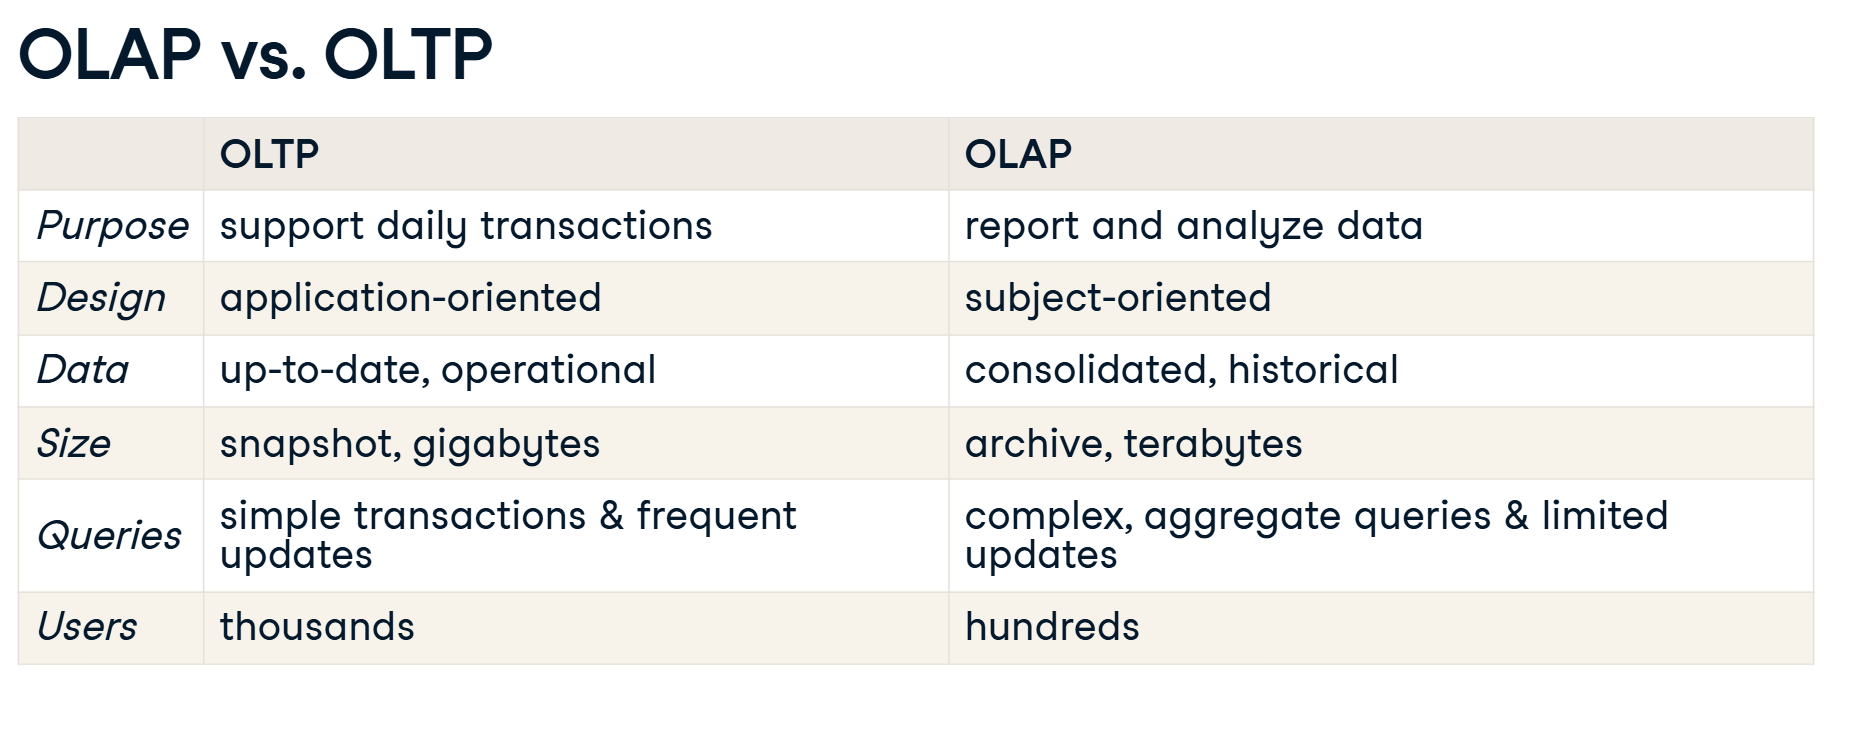 OLAP vs. OLTP
OLTP OLAP
Purpose support daily transactions report and analyze data
Design application-oriented subject-oriented
Data up-to-date, operational consolidated, historical
Size snapshot, gigabytes archive, terabytes
Queries simple transactions & frequent updates complex, aggregate queries & limited updates
Users thousands hundreds